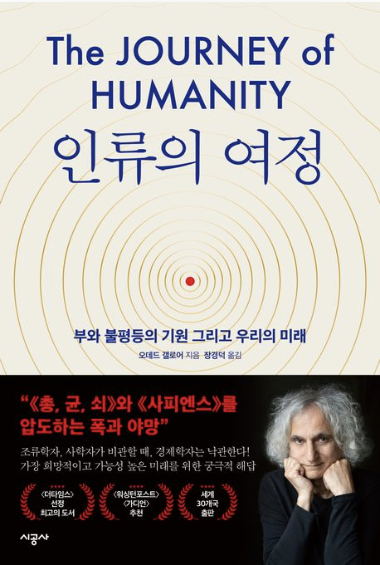 The JOURNEY of
HUMANITY
인류의 여정
부와 불평등의 기원 그리고 우리의 미래
오데드 갤로어 지음 장경덕 옮김
“《총, 균, 쇠》와 《사피엔스》를
압도하는 폭과 야망”
조류학자, 사학자가 비관할 때, 경제학자는 낙관한다!
가장 희망적이고 가능성 높은 미래를 위한 궁극적 해답
〈더타임스〉
선정
최고의 도서
〈워싱턴포스트〉
〈가디언〉
추천
세계
30개국
출판
시공사